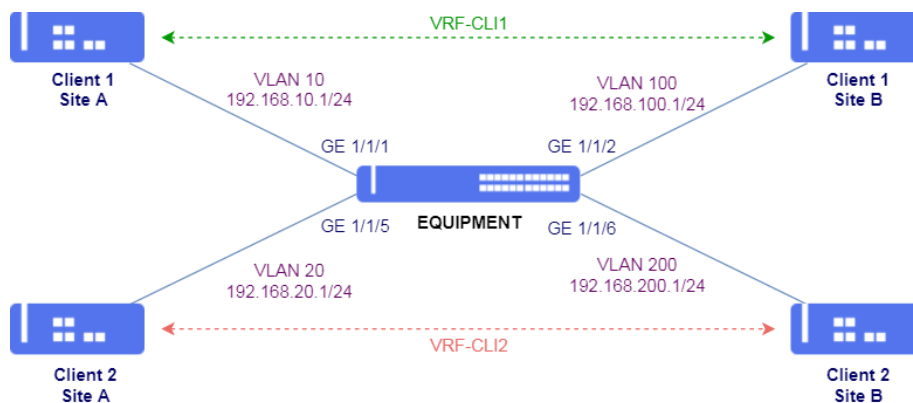 VRF-CLI1
Client 1
Site A
VLAN 10
192.168.10.1/24
VLAN 100
192.168.100.1/24
Client 1
Site B
GE 1/1/1
GE 1/1/2
EQUIPMENT
GE 1/1/5
GE 1/1/6
VLAN 20
192.168.20.1/24
VLAN 200
192.168.200.1/24
VRF-CLI2
Client 2
Site A
Client 2
Site B